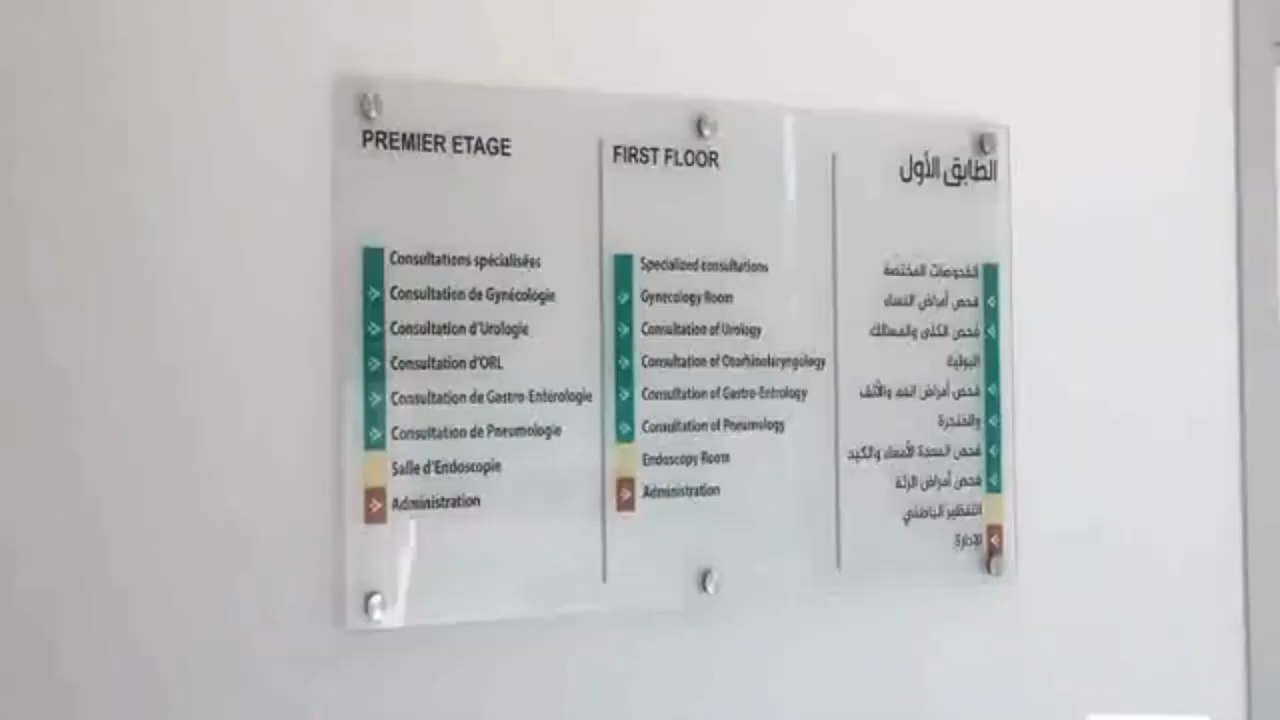 PREMIER ETAGE
Consultations spécialisées
Consultation de Gynécologie
Consultation d'Urologie
Consultation d'ORL
Consultation de Gastro-Entérologie
Consultation de Pneumologie
Salle d'Endoscopie
Administration
FIRST FLOOR
Specialized consultations
Gynecology Room
Consultation of Urology
Consultation of Otorhinolaryngology
Consultation of Gastro-Entrology
Consultation of Pneumology
Endoscopy Room
Administration
الطابق الأول
الفحوصات المختصة
فحص أمراض النساء
فحص الكلى والمسالك
البولية
فحص أمراض الفم والأنف
والحنجرة
فحص المعدة الأمعاء والكبد
فحص أمراض الرئة
التنظير الباطني
الإدارة